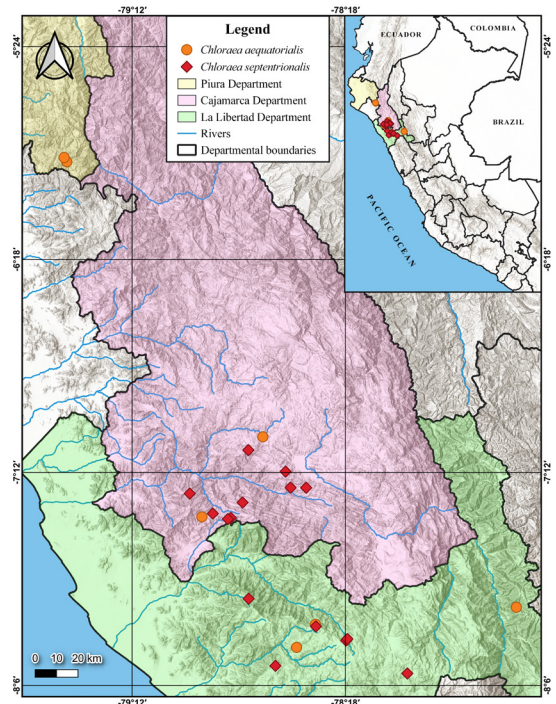 -79°12'
-78°18'
-5°24'
Legend
Chloraea aequatorialis
Chloraea septentrionalis
Piura Department
Cajamarca Department
La Libertad Department
Rivers
Departmental boundaries
COLOMBIA
ECUADOR
BRAZIL
PACIFIC OCEAN
-5°24'
-6°18'
-6°18'
-7°12'
-7°12'
0 10 20 km
-8°6'
-8°6'
-79°12'
-78°18'